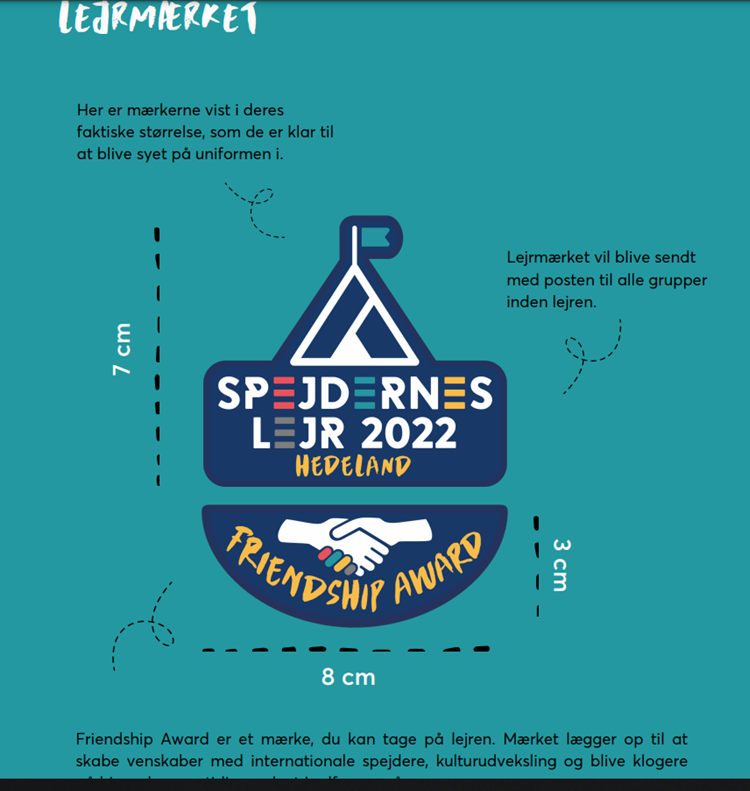 LEJRMÆRKET
Her er mærkerne vist i deres
faktiske størrelse, som de er klar til
at blive syet på uniformen i.
Lejrmærket vil blive sendt
med posten til alle grupper
inden lejren.
7 cm
SPEJDERNES
LEJR 2022
HEDELAND
FRIENDSHIP AWARD
3 cm
8 cm
Friendship Award er et mærke, du kan tage på lejren. Mærket lægger op til at
skabe venskaber med internationale spejdere, kulturudveksling og blive klogere